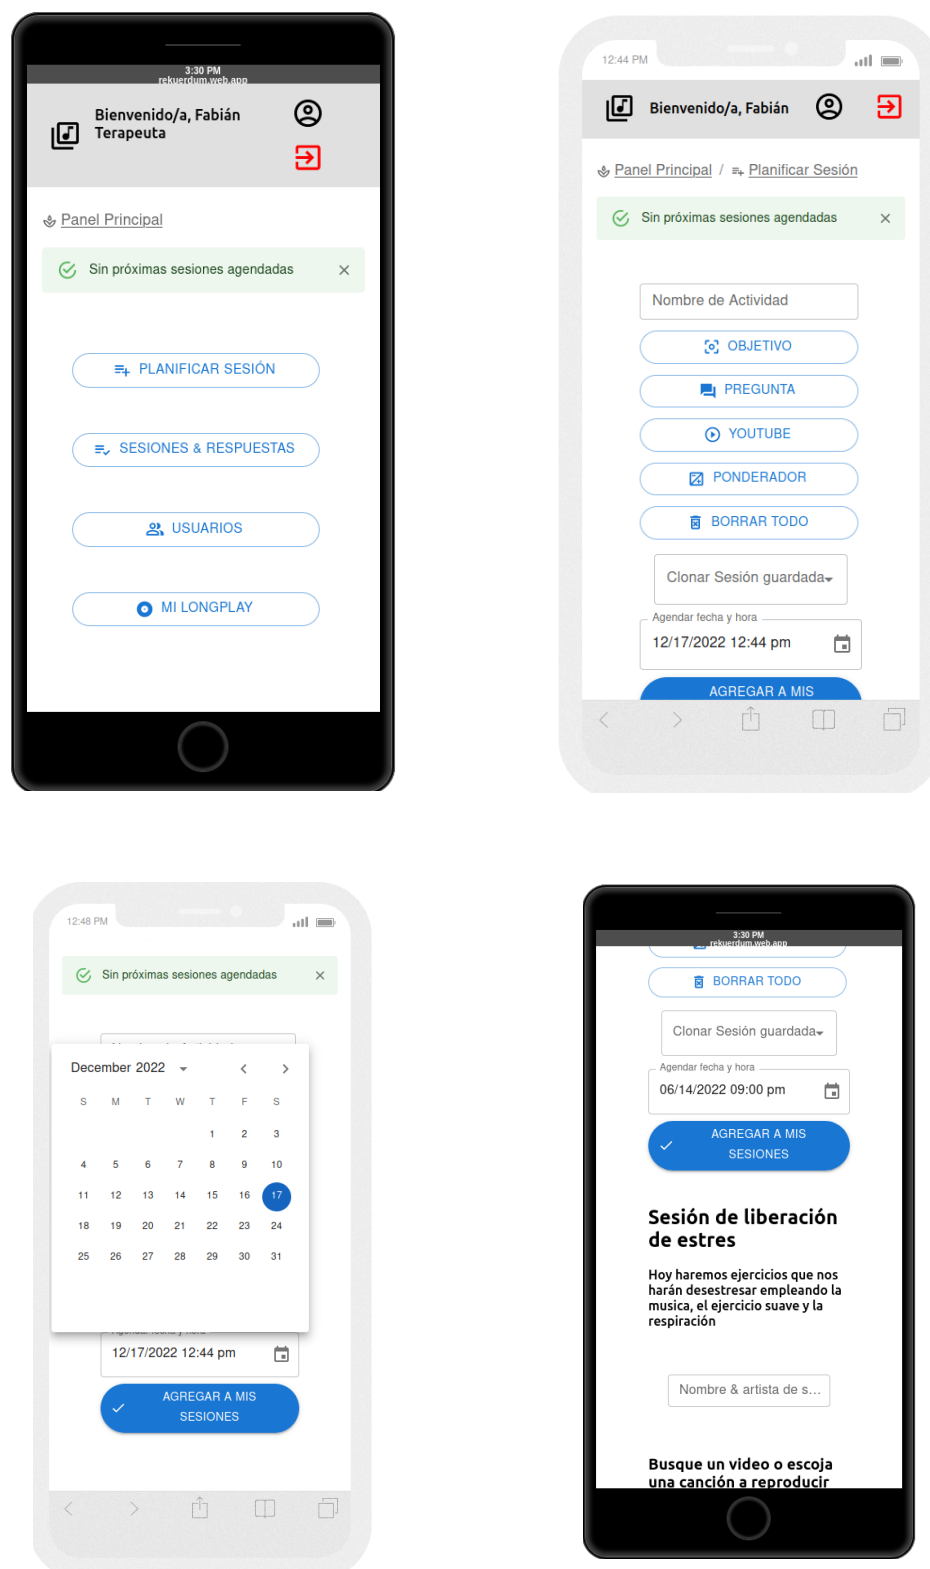 3:30 PM
rekuerdum.web.app
Bienvenido/a, Fabián
Terapeuta
Panel Principal
Sin próximas sesiones agendadas
PLANIFICAR SESIÓN
SESIONES & RESPUESTAS
USUARIOS
MI LONGPLAY
12:44 PM
Bienvenido/a, Fabián
Panel Principal / Planificar Sesión
Sin próximas sesiones agendadas
Nombre de Actividad
OBJETIVO
PREGUNTA
YOUTUBE
PONDERADOR
BORRAR TODO
Clonar Sesión guardada
Agendar fecha y hora
12/17/2022 12:44 pm
AGREGAR A MIS
12:48 PM
Sin próximas sesiones agendadas
December 2022
S M T W T F S
1 2 3
4 5 6 7 8 9 10
11 12 13 14 15 16 17
18 19 20 21 22 23 24
25 26 27 28 29 30 31
Agendar fecha y hora
12/17/2022 12:44 pm
AGREGAR A MIS
SESIONES
3:30 PM
rekuerdum.web.app
BORRAR TODO
Clonar Sesión guardada
Agendar fecha y hora
06/14/2022 09:00 pm
AGREGAR A MIS
SESIONES
Sesión de liberación
de estres
Hoy haremos ejercicios que nos
harán desestresar empleando la
musica, el ejercicio suave y la
respiración
Nombre & artista de s...
Busque un video o escoja
una canción a reproducir